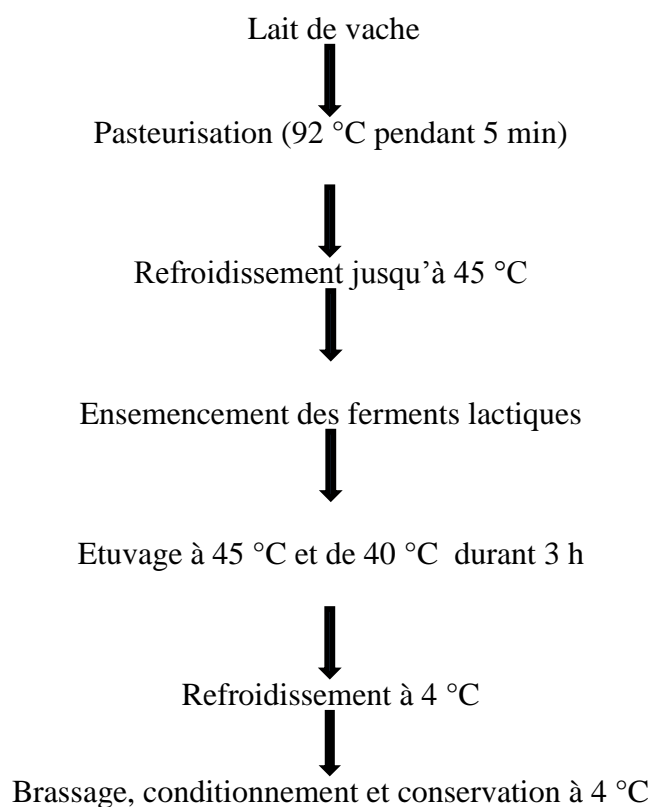 Lait de vache
Pasteurisation (92 °C pendant 5 min)
Refroidissement jusqu’à 45 °C
Ensemencement des ferments lactiques
Etuvage à 45 °C et de 40 °C durant 3 h
Refroidissement à 4 °C
Brassage, conditionnement et conservation à 4 °C